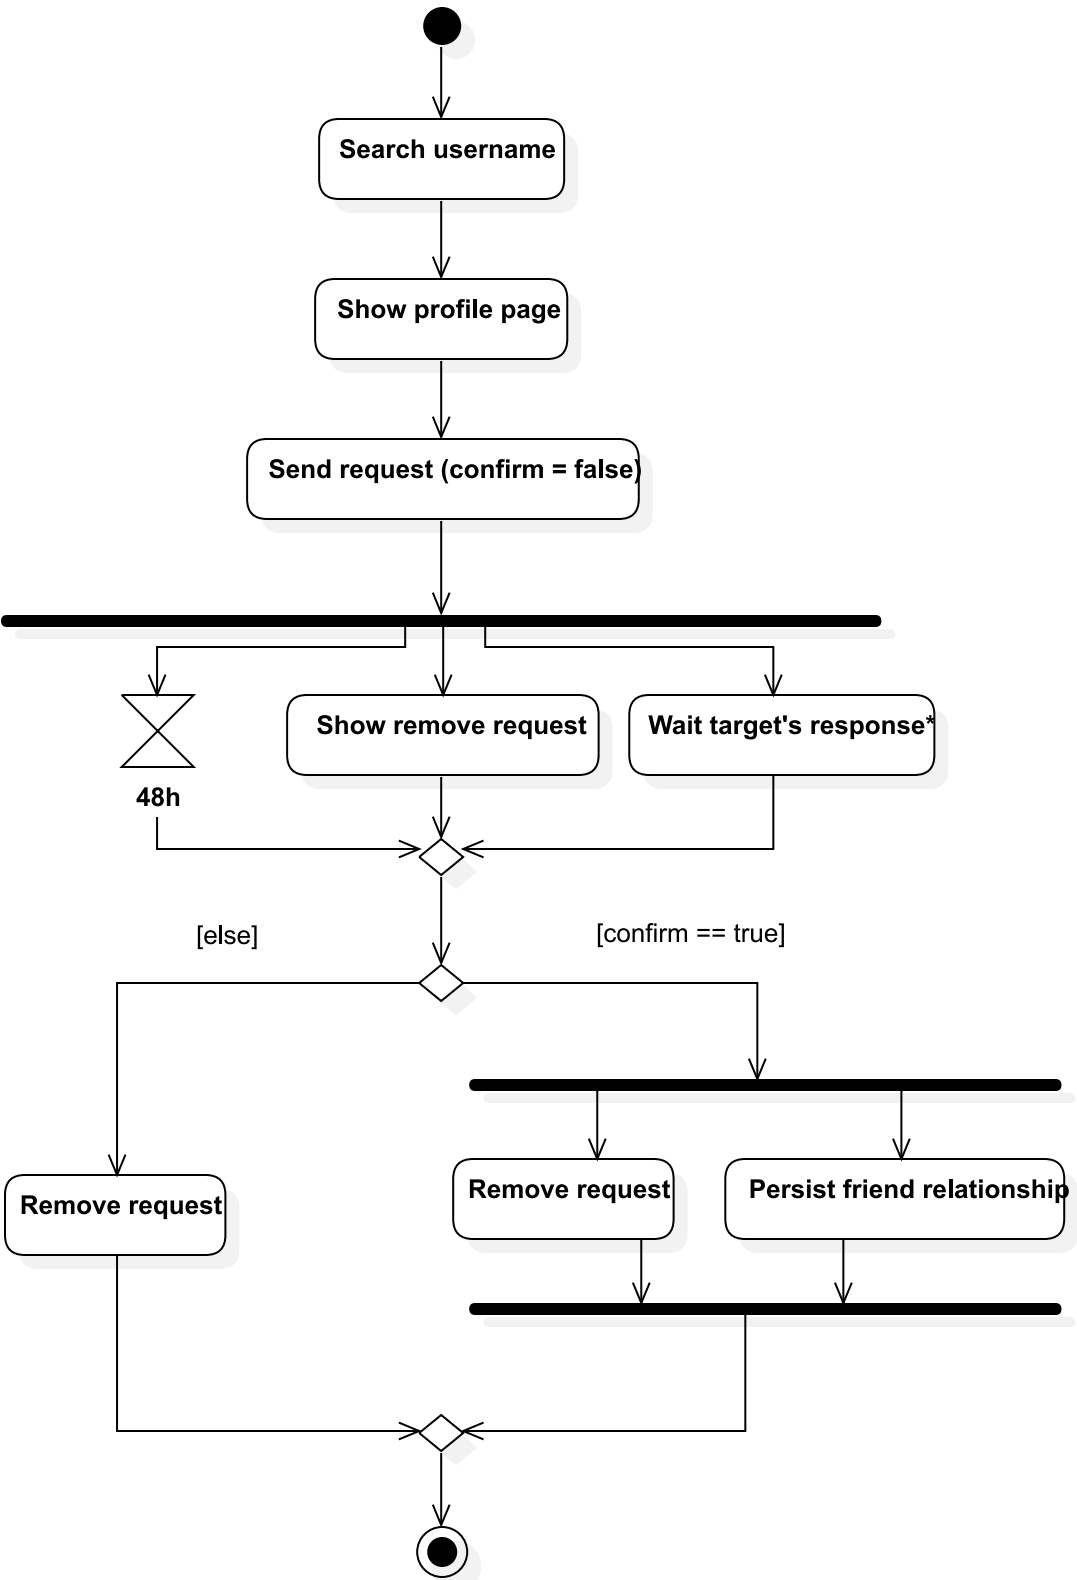 Search username
Show profile page
Send request (confirm = false)
Show remove request
Wait target's response*
48h
[else]
[confirm == true]
Remove request
Remove request
Persist friend relationship